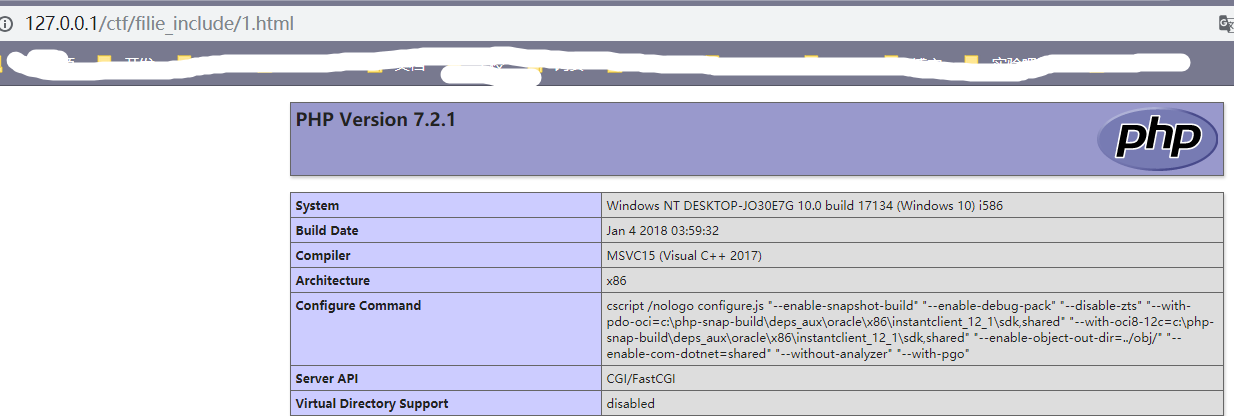 127.0.0.1/ctf/filie_include/1.html
开发
PHP Version 7.2.1
php
System Windows NT DESKTOP-JO30E7G 10.0 build 17134 (Windows 10) i586
Build Date Jan 4 2018 03:59:32
Compiler MSVC15 (Visual C++ 2017)
Architecture x86
Configure Command cscript /nologo configure.js "--enable-snapshot-build" "--enable-debug-pack" "--disable-zts" "--with-
pdo-oci=c:\php-snap-build\deps_aux\oracle\x86\instantclient_12_1\sdk,shared" "--with-oci8-12c=c:\php-
snap-build\deps_aux\oracle\x86\instantclient_12_1\sdk,shared" "--enable-object-out-dir=../obj/" "--
enable-com-dotnet=shared" "--without-analyzer" "--with-pgo"
Server API CGI/FastCGI
Virtual Directory Support disabled